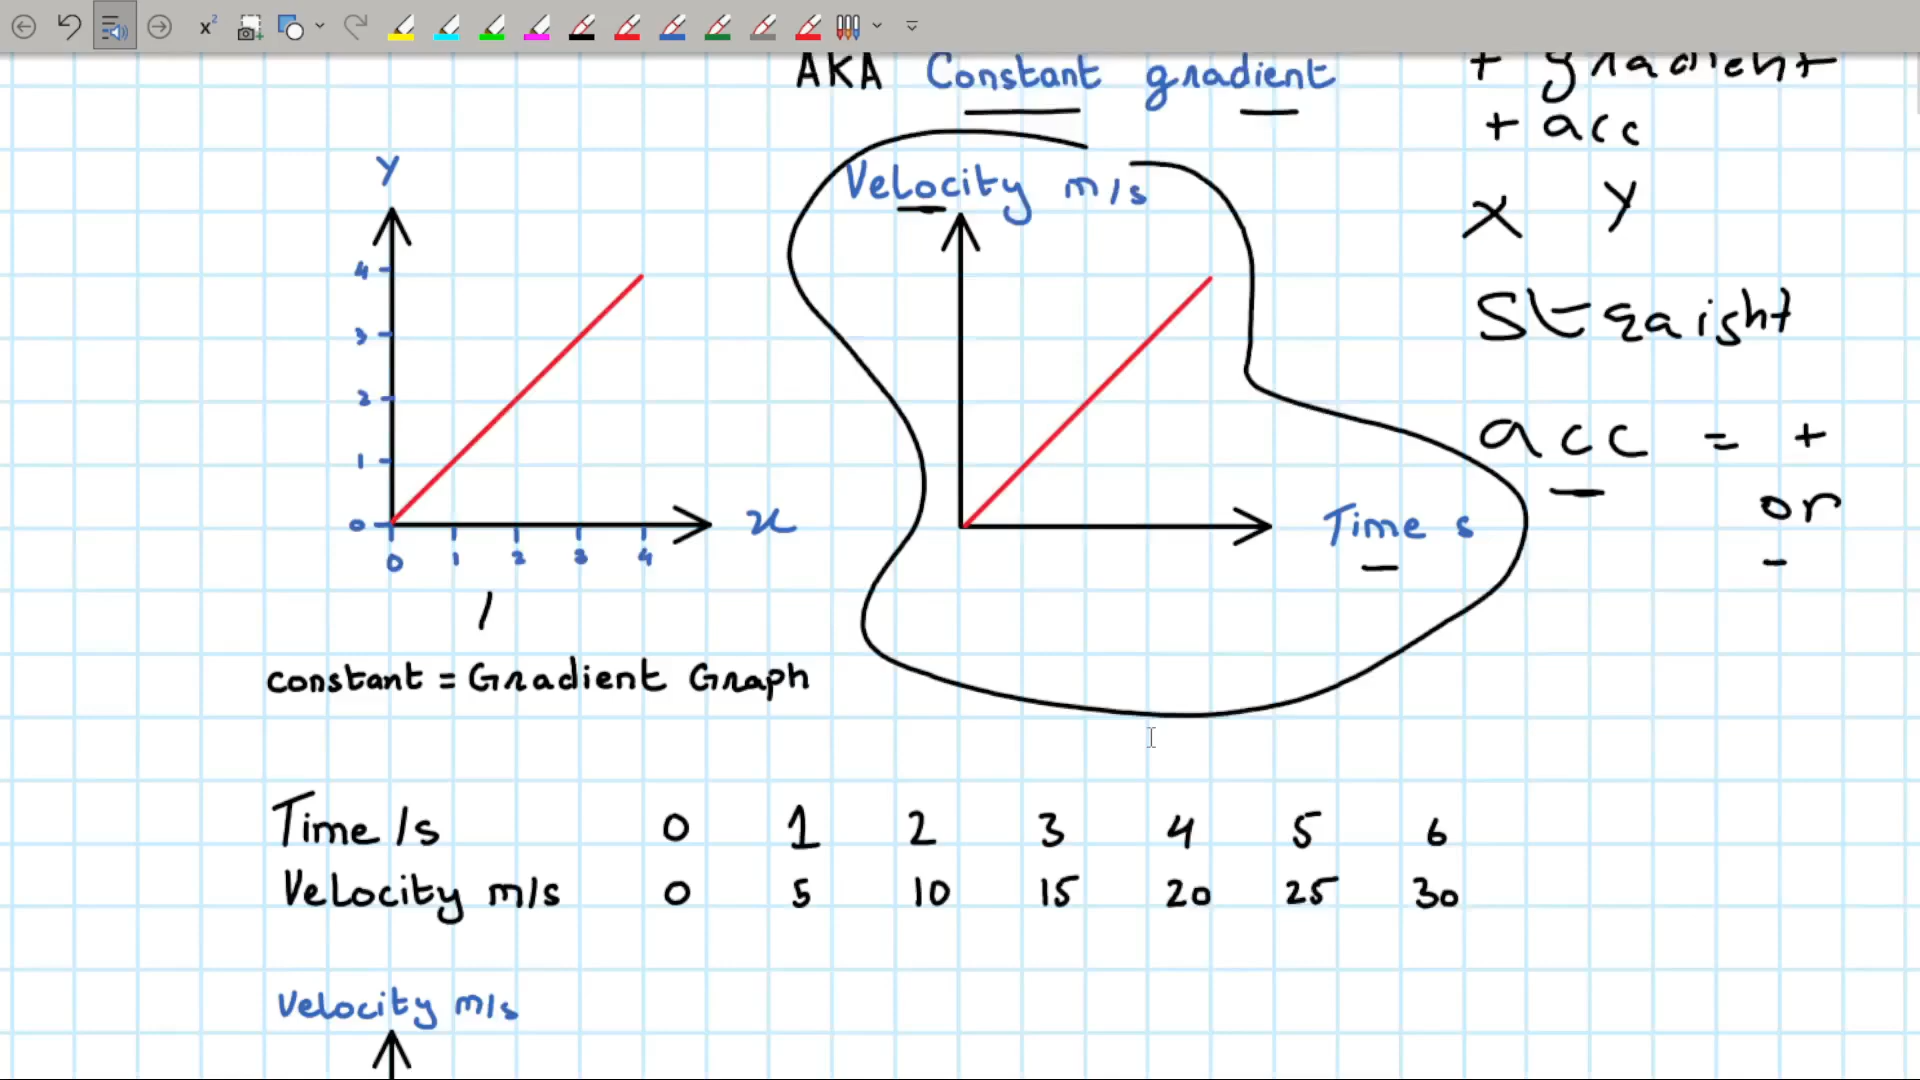 x²
AKA Constant gradient
+ gradient
+ acc
x y
Straight
acc = +
or
-
Y
4
3
2
1
0
0 1 2 3 4
x
Velocity m/s
Time s
constant = Gradient Graph
Time /s 0 1 2 3 4 5 6
Velocity m/s 0 5 10 15 20 25 30
Velocity m/s